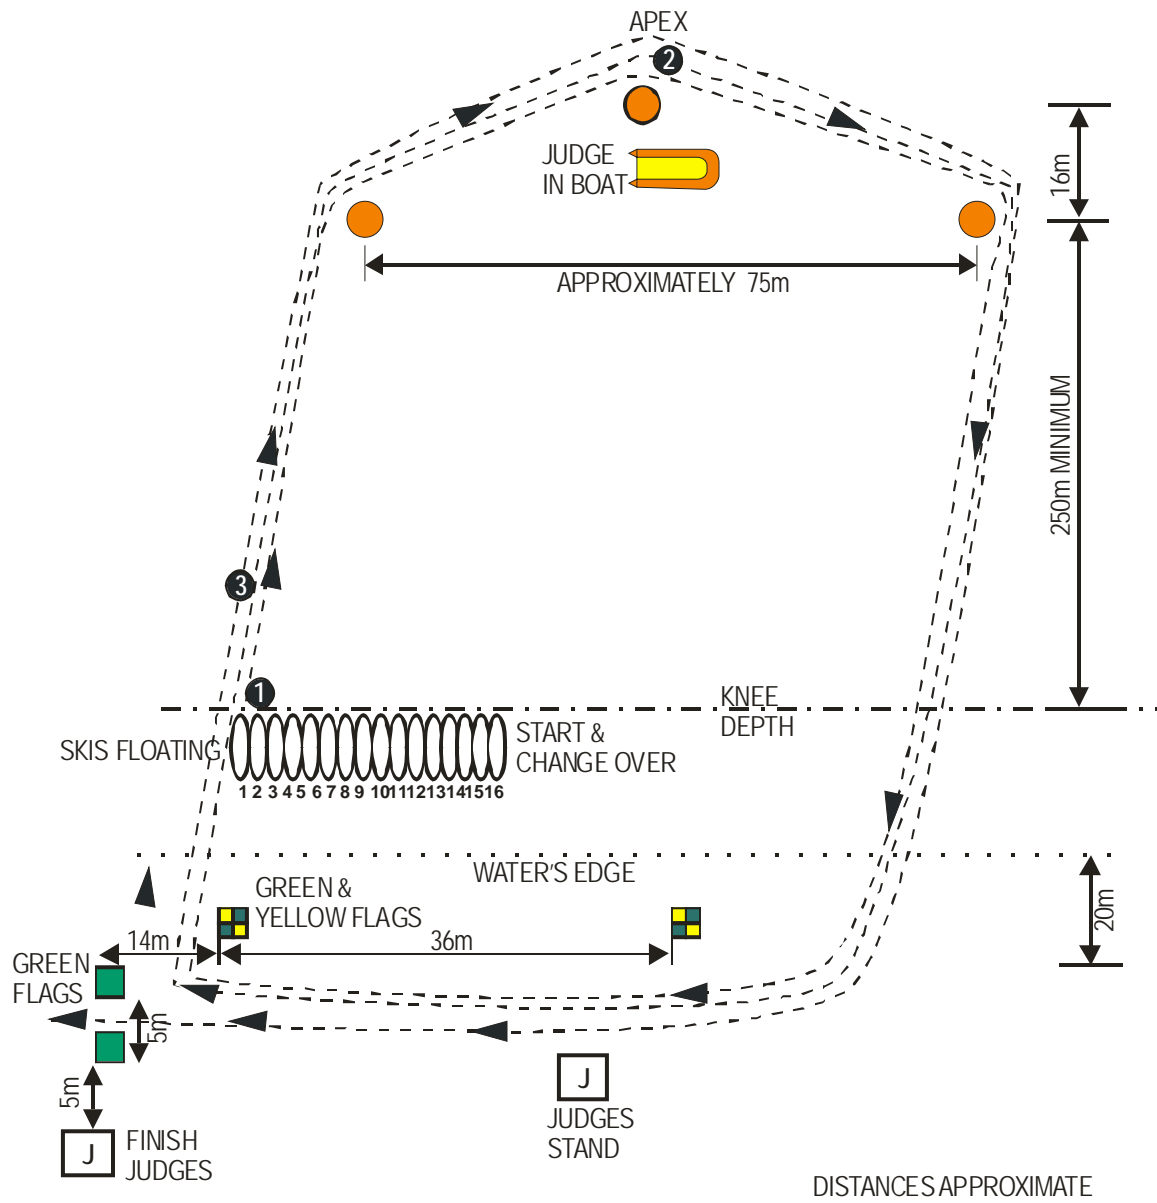 APEX
2
JUDGE
IN BOAT
16m
APPROXIMATELY 75m
250m MINIMUM
3
1
KNEE
DEPTH
SKIS FLOATING
START &
CHANGE OVER
1 2 3 4 5 6 7 8 9 10 11 12 13 14 15 16
WATER'S EDGE
GREEN &
YELLOW FLAGS
20m
14m
36m
GREEN
FLAGS
5m
5m
J
JUDGES
STAND
J
FINISH
JUDGES
DISTANCES APPROXIMATE